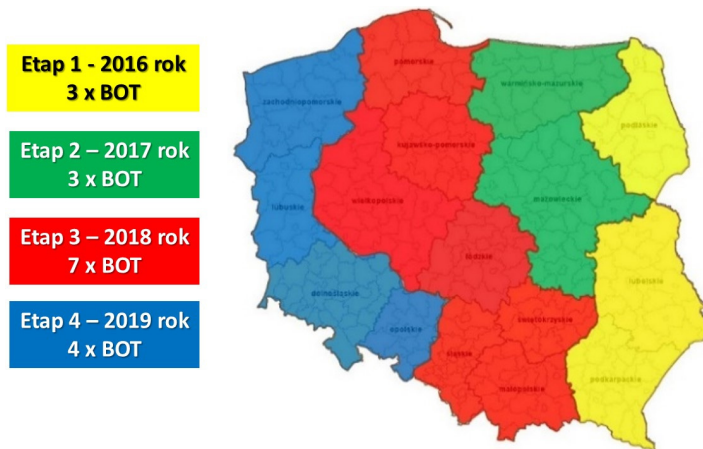 Etap 1 - 2016 rok
3 x BOT
Etap 2 – 2017 rok
3 x BOT
Etap 3 – 2018 rok
7 x BOT
Etap 4 – 2019 rok
4 x BOT
pomorskie
warmińsko-mazurskie
zachodniopomorskie
podlaskie
kujawsko-pomorskie
mazowieckie
wielkopolskie
lubuskie
łódzkie
lubelskie
dolnośląskie
świętokrzyskie
opolskie
śląskie
podkarpackie
małopolskie